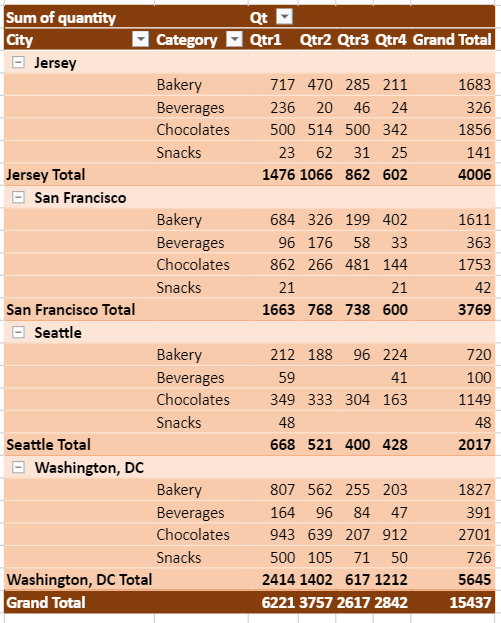 Sum of quantity Qt
City Category Qtr1 Qtr2 Qtr3 Qtr4 Grand Total
Jersey
Bakery 717 470 285 211 1683
Beverages 236 20 46 24 326
Chocolates 500 514 500 342 1856
Snacks 23 62 31 25 141
Jersey Total 1476 1066 862 602 4006
San Francisco
Bakery 684 326 199 402 1611
Beverages 96 176 58 33 363
Chocolates 862 266 481 144 1753
Snacks 21 21 42
San Francisco Total 1663 768 738 600 3769
Seattle
Bakery 212 188 96 224 720
Beverages 59 41 100
Chocolates 349 333 304 163 1149
Snacks 48 48
Seattle Total 668 521 400 428 2017
Washington, DC
Bakery 807 562 255 203 1827
Beverages 164 96 84 47 391
Chocolates 943 639 207 912 2701
Snacks 500 105 71 50 726
Washington, DC Total 2414 1402 617 1212 5645
Grand Total 6221 3757 2617 2842 15437